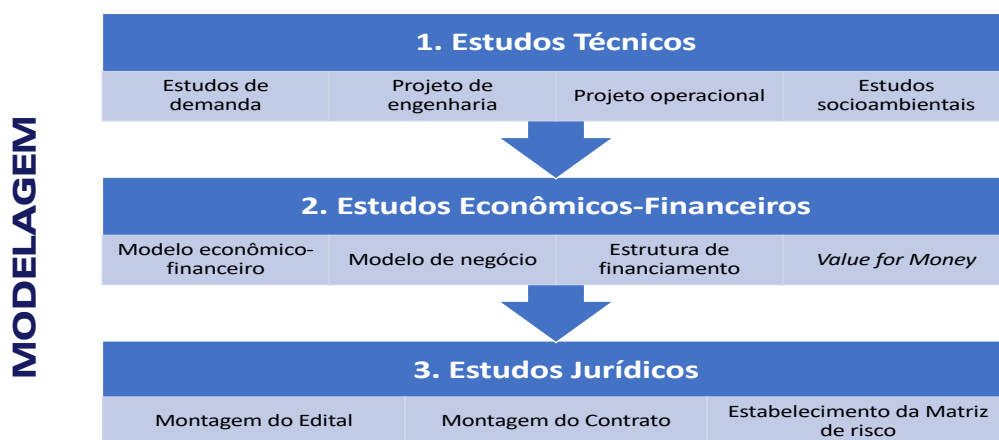 MODELAGEM
1. Estudos Técnicos
Estudos de
demanda
Projeto de
engenharia
Projeto operacional
Estudos
socioambientais
2. Estudos Econômicos-Financeiros
Modelo econômico-
financeiro
Modelo de negócio
Estrutura de
financiamento
Value for Money
3. Estudos Jurídicos
Montagem do Edital
Montagem do Contrato
Estabelecimento da Matriz
de risco